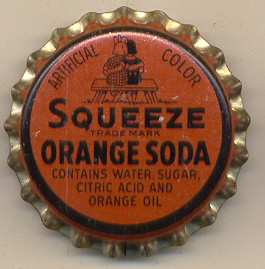 ARTIFICIAL COLOR
SQUEEZE
TRADE MARK
ORANGE SODA
CONTAINS WATER, SUGAR,
CITRIC ACID AND
ORANGE OIL